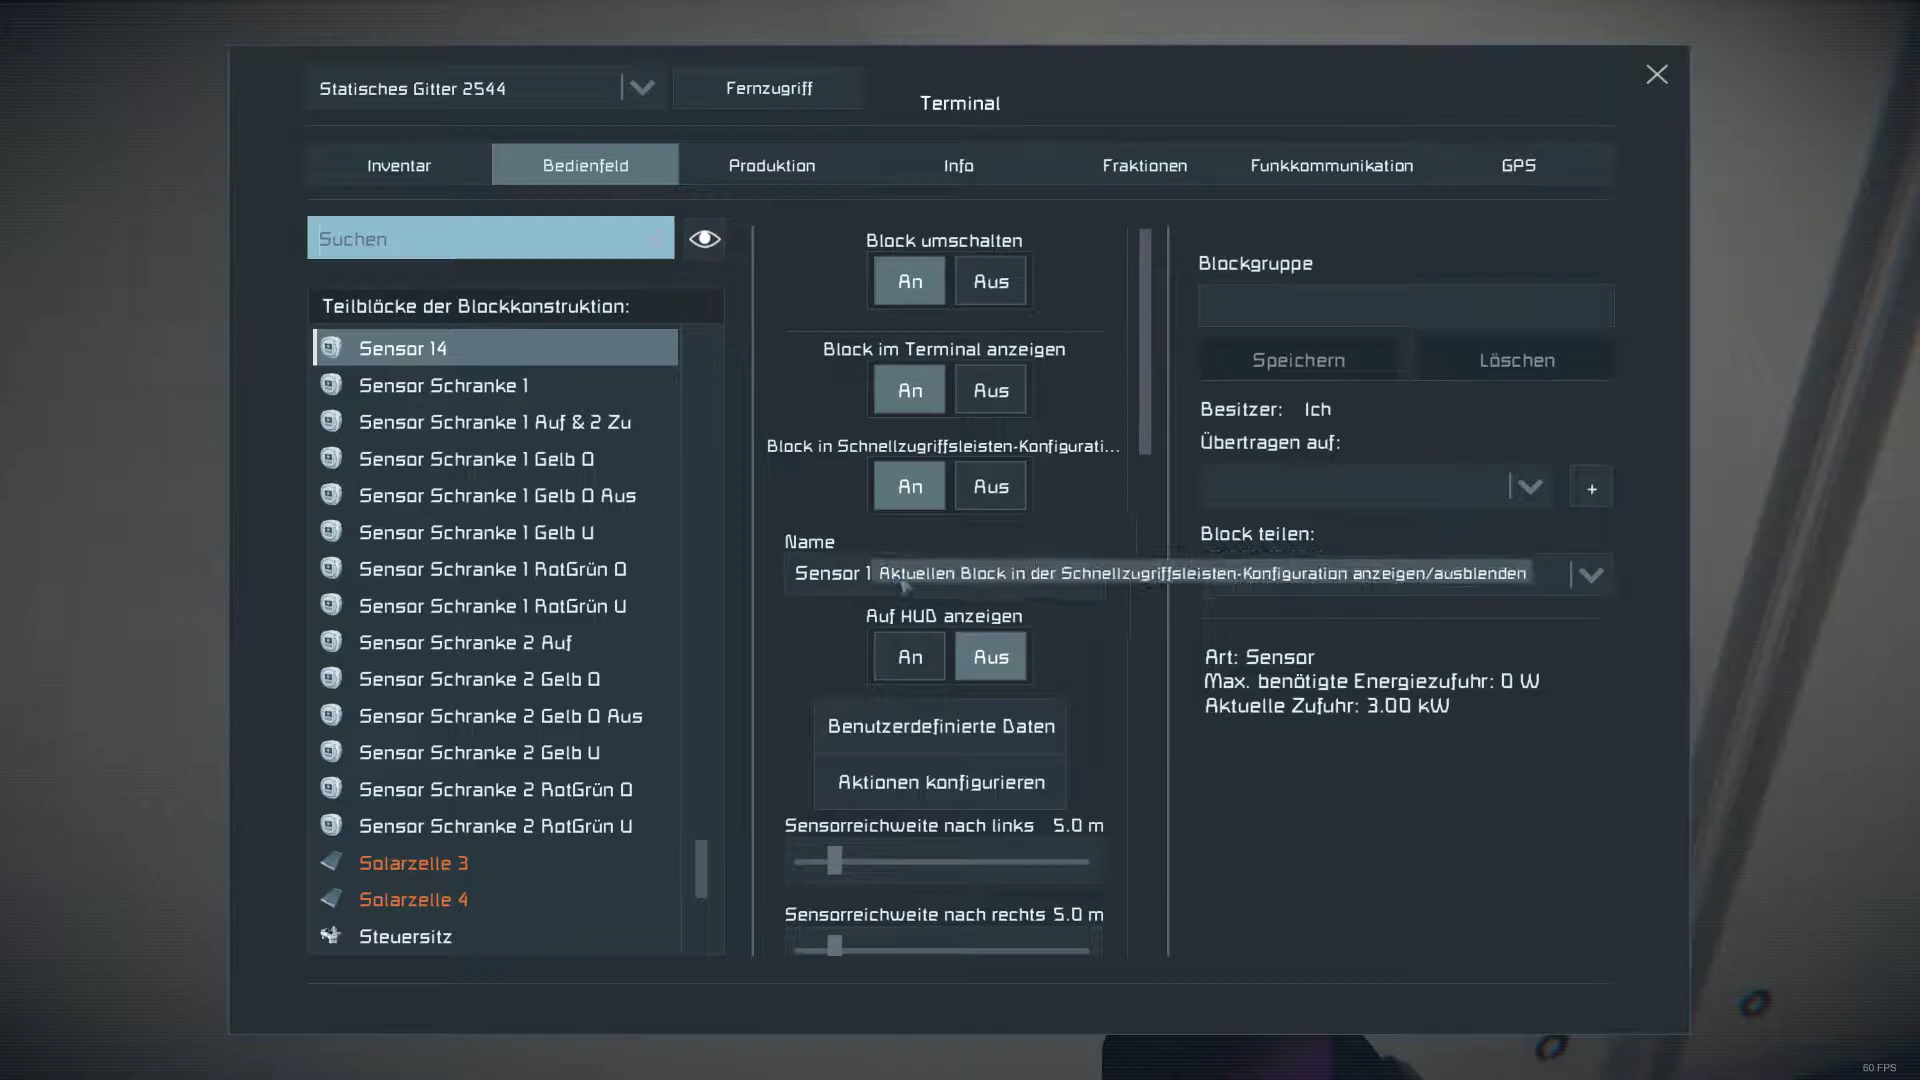 Statisches Gitter 2544
Fernzugriff
Terminal
Inventar
Bedienfeld
Produktion
Info
Fraktionen
Funkkommunikation
GPS
Suchen
Teilblöcke der Blockkonstruktion:
Sensor 14
Sensor Schranke 1
Sensor Schranke 1 Auf & 2 Zu
Sensor Schranke 1 Gelb O
Sensor Schranke 1 Gelb O Aus
Sensor Schranke 1 Gelb U
Sensor Schranke 1 RotGrün O
Sensor Schranke 1 RotGrün U
Sensor Schranke 2 Auf
Sensor Schranke 2 Gelb O
Sensor Schranke 2 Gelb O Aus
Sensor Schranke 2 Gelb U
Sensor Schranke 2 RotGrün O
Sensor Schranke 2 RotGrün U
Solarzelle 3
Solarzelle 4
Steuersitz
Block umschalten
An Aus
Block im Terminal anzeigen
An Aus
Block in Schnellzugriffsleisten-Konfigurati...
An Aus
Name
Sensor 1
Aktuellen Block in der Schnellzugriffsleisten-Konfiguration anzeigen/ausblenden
Auf HUD anzeigen
An Aus
Benutzerdefinierte Daten
Aktionen konfigurieren
Sensorreichweite nach links 5.0 m
Sensorreichweite nach rechts 5.0 m
Blockgruppe
Speichern
Löschen
Besitzer: Ich
Übertragen auf:
+
Block teilen:
Art: Sensor
Max. benötigte Energiezufuhr: 0 W
Aktuelle Zufuhr: 3.00 kW
60 FPS